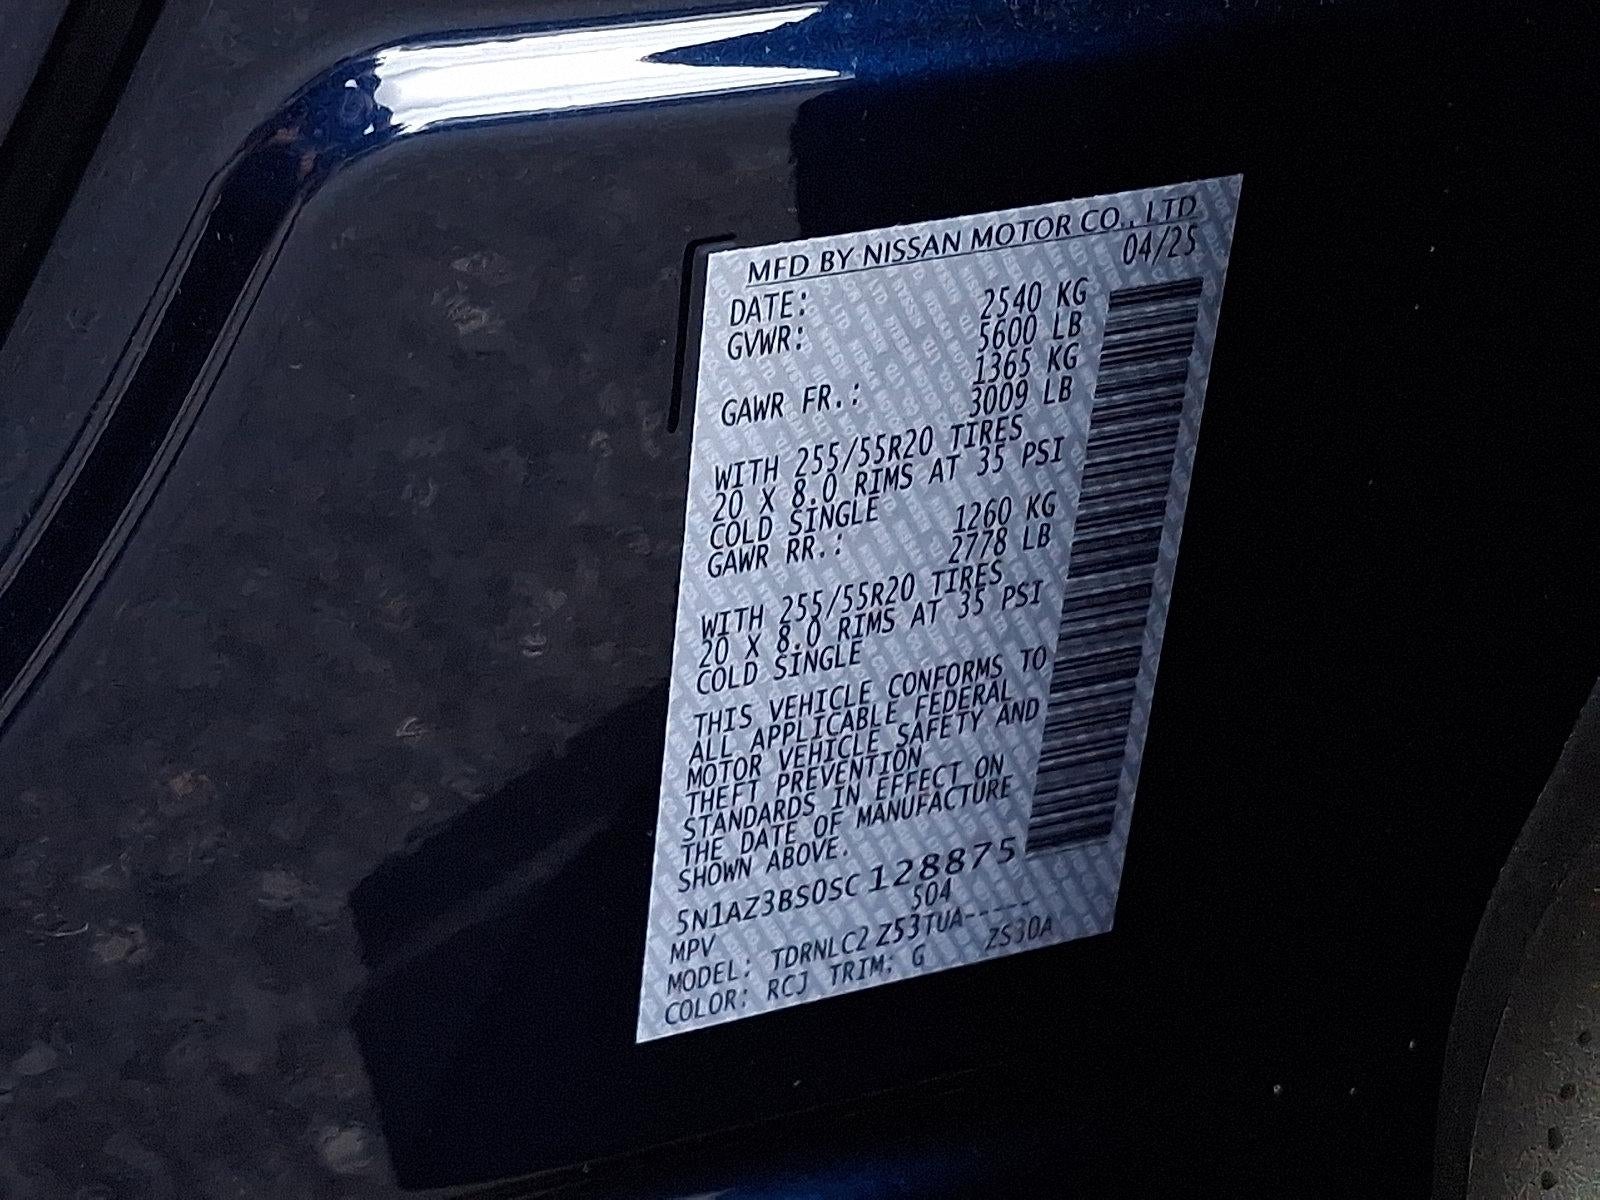 MFD BY NISSAN MOTOR CO., LTD
DATE: 04/25
GVWR: 2540 KG
5600 LB
GAWR FR.: 1365 KG
3009 LB
WITH 255/55R20 TIRES
20 X 8.0 RIMS AT 35 PSI
COLD SINGLE
GAWR RR.: 1260 KG
2778 LB
WITH 255/55R20 TIRES
20 X 8.0 RIMS AT 35 PSI
COLD SINGLE
THIS VEHICLE CONFORMS TO
ALL APPLICABLE FEDERAL
MOTOR VEHICLE SAFETY AND
THEFT PREVENTION
STANDARDS IN EFFECT ON
THE DATE OF MANUFACTURE
SHOWN ABOVE.
5N1AZ3BS0SC128875
MPV 504
MODEL: TDRNLC2 Z53TUA-----
COLOR: RCJ TRIM: G ZS30A